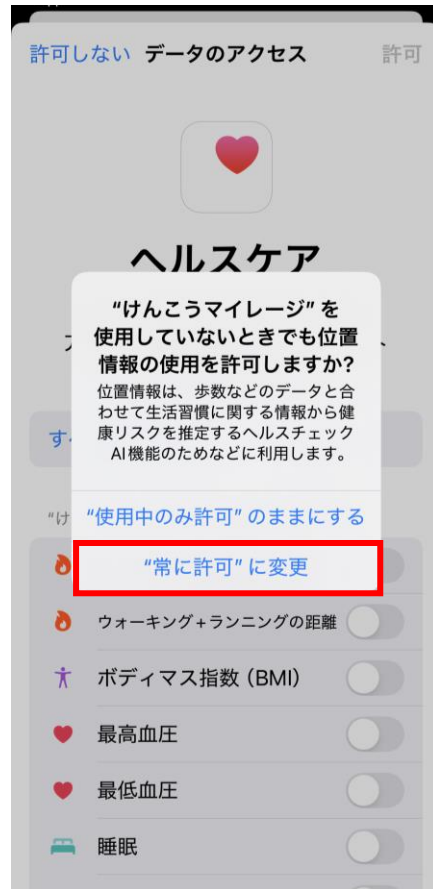 許可しない データのアクセス 許可
ヘルスケア
“けんこうマイレージ” を
使用していないときでも位置
情報の使用を許可しますか?
位置情報は、歩数などのデータと合
わせて生活習慣に関する情報から健
康リスクを推定するヘルスチェック
AI機能のためなどに利用します。
す
“使用中のみ許可” のままにする
“け
“常に許可” に変更
ウォーキング+ランニングの距離
ボディマス指数 (BMI)
最高血圧
最低血圧
睡眠